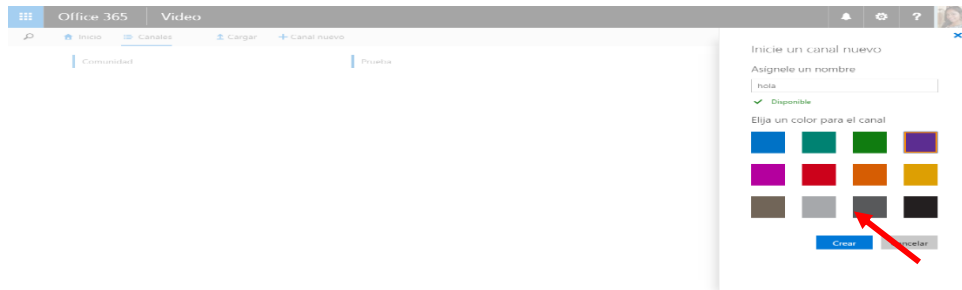 Office 365 Video ?
Inicio Canales Cargar Canal nuevo
Comunidad Prueba
Inicie un canal nuevo
Asígnele un nombre
hola
Disponible
Elija un color para el canal
Crear Cancelar